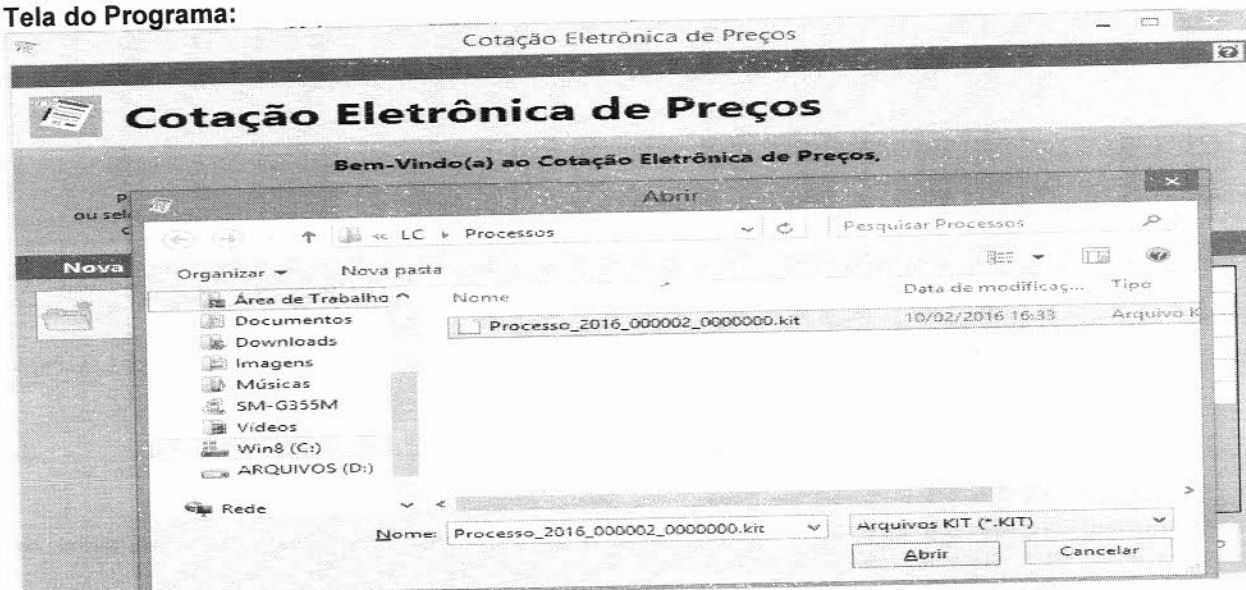 Tela do Programa:
Cotação Eletrônica de Preços
Cotação Eletrônica de Preços
Bem-Vindo(a) ao Cotação Eletrônica de Preços,
P
ou sel
c
Abrir
« LC Processos
Pesquisar Processos
Nova
Organizar
Nova pasta
Nome
Data de modificaç...
Tipo
Área de Trabalho
Documentos
Downloads
Imagens
Músicas
SM-G355M
Vídeos
Win8 (C:)
ARQUIVOS (D:)
Rede
Processo_2016_000002_0000000.kit
10/02/2016 16:33
Arquivo K
Nome: Processo_2016_000002_0000000.kit
Arquivos KIT (*.KIT)
Abrir
Cancelar